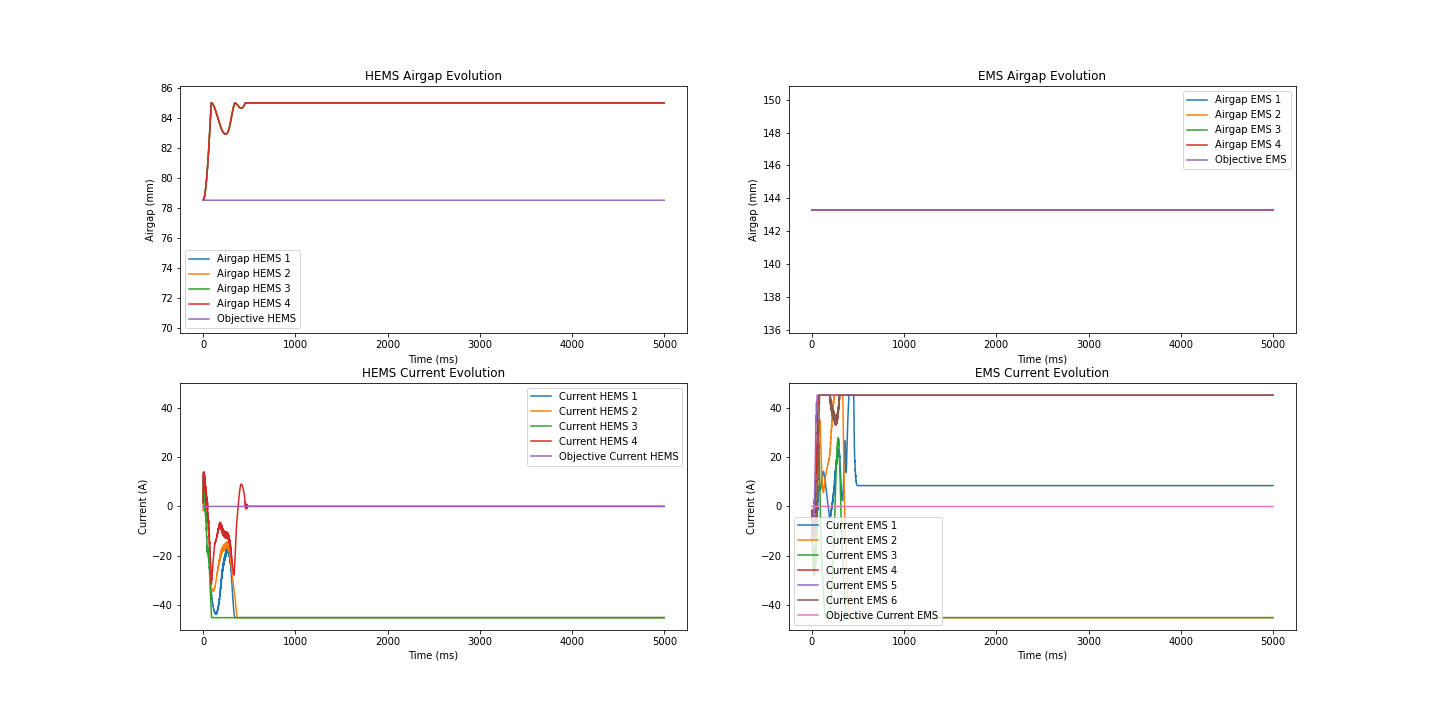 HEMS Airgap Evolution
Airgap (mm)
86
84
82
80
78
76
74
72
70
Airgap HEMS 1
Airgap HEMS 2
Airgap HEMS 3
Airgap HEMS 4
Objective HEMS
0 1000 2000 3000 4000 5000
Time (ms)
EMS Airgap Evolution
Airgap (mm)
150
148
146
144
142
140
138
136
Airgap EMS 1
Airgap EMS 2
Airgap EMS 3
Airgap EMS 4
Objective EMS
0 1000 2000 3000 4000 5000
Time (ms)
HEMS Current Evolution
Current (A)
40
20
0
−20
−40
Current HEMS 1
Current HEMS 2
Current HEMS 3
Current HEMS 4
Objective Current HEMS
0 1000 2000 3000 4000 5000
Time (ms)
EMS Current Evolution
Current (A)
40
20
0
−20
−40
Current EMS 1
Current EMS 2
Current EMS 3
Current EMS 4
Current EMS 5
Current EMS 6
Objective Current EMS
0 1000 2000 3000 4000 5000
Time (ms)